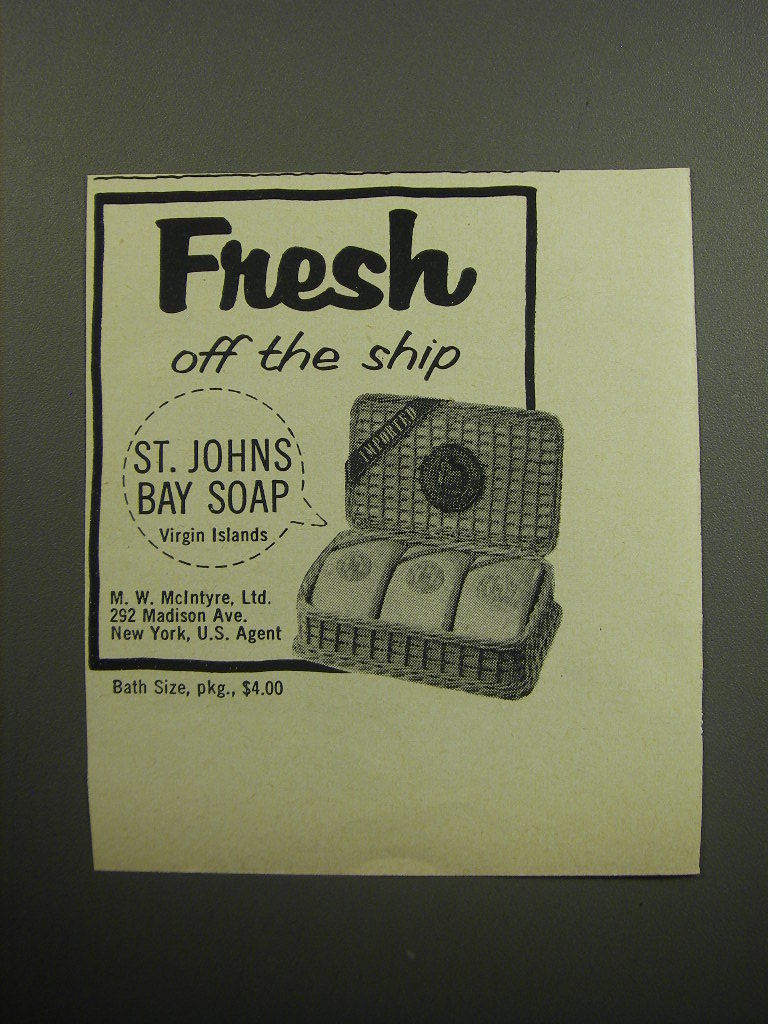 Fresh
off the ship
ST. JOHNS
BAY SOAP
Virgin Islands
IMPORTED
M. W. McIntyre, Ltd.
292 Madison Ave.
New York, U.S. Agent
Bath Size, pkg., $4.00